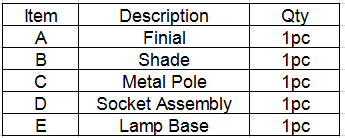 Item Description Qty
A Finial 1pc
B Shade 1pc
C Metal Pole 1pc
D Socket Assembly 1pc
E Lamp Base 1pc